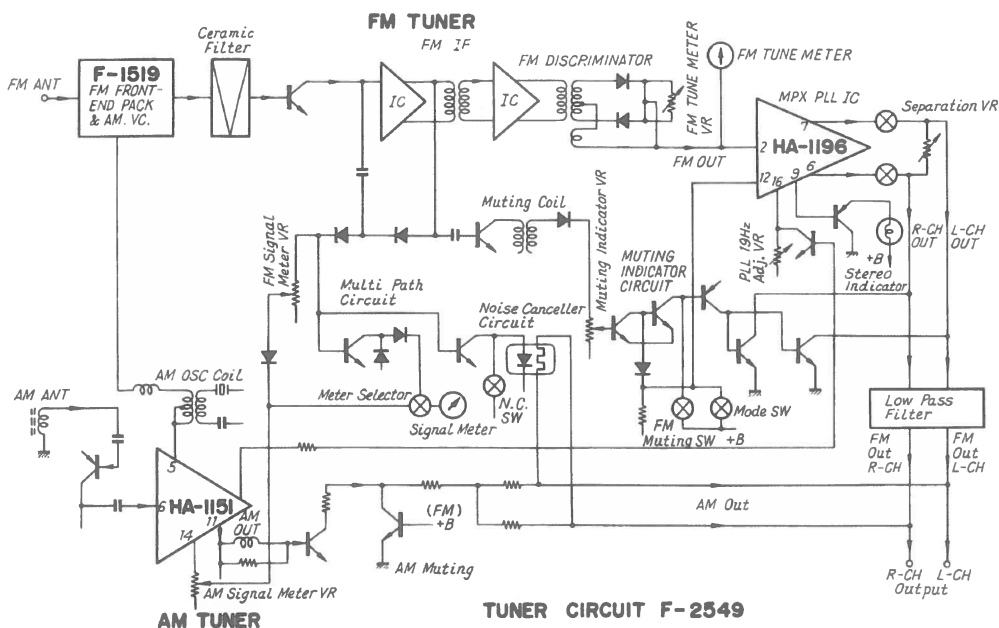 FM TUNER
Ceramic
Filter
FM IF
FM ANT
F-1519
FM FRONT-
END PACK
& AM. VC.
IC
IC
FM DISCRIMINATOR
FM TUNE METER
VR
FM TUNE METER
FM OUT
MPX PLL IC
HA-1196
2
7
6
12
16
9
Separation VR
R-CH
OUT
L-CH
OUT
PLL 19Hz
Adj. VR
+B
Stereo
Indicator
Muting Coil
Muting Indicator VR
MUTING
INDICATOR
CIRCUIT
FM Signal
Meter VR
Multi Path
Circuit
Noise Canceller
Circuit
Meter Selector
Signal Meter
N.C.
SW
FM
Muting SW
+B
Mode SW
Low Pass
Filter
FM
Out
R-CH
FM
Out
L-CH
AM OSC Coil
AM ANT
5
6
HA-1151
11
14
AM
OUT
(FM)
+B
AM Muting
AM Out
AM Signal Meter VR
R-CH
L-CH
Output
AM TUNER
TUNER CIRCUIT F-2549